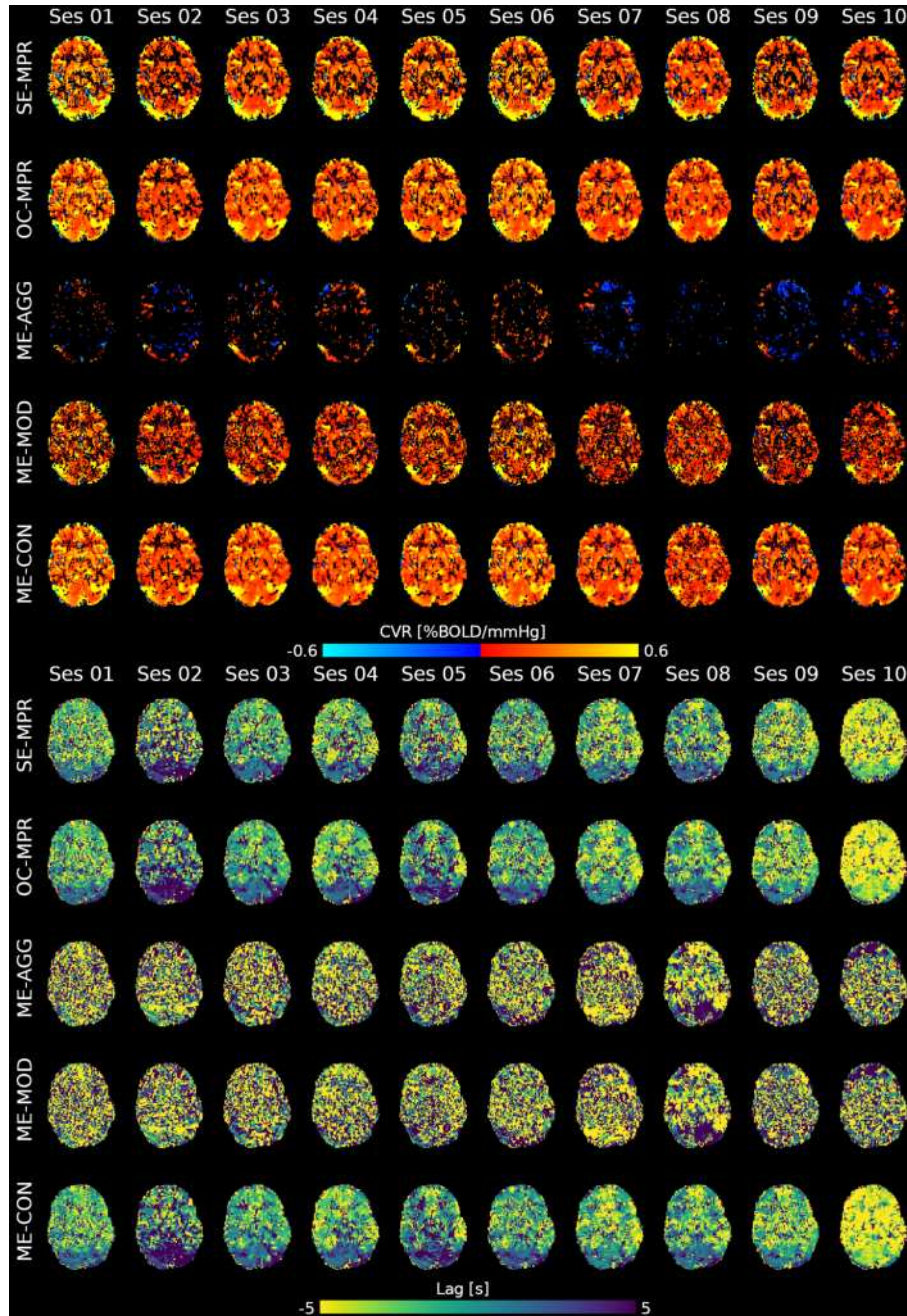 Ses 01 Ses 02 Ses 03 Ses 04 Ses 05 Ses 06 Ses 07 Ses 08 Ses 09 Ses 10
SE-MPR
OC-MPR
ME-AGG
ME-MOD
ME-CON
CVR [%BOLD/mmHg]
-0.6 0.6
Ses 01 Ses 02 Ses 03 Ses 04 Ses 05 Ses 06 Ses 07 Ses 08 Ses 09 Ses 10
SE-MPR
OC-MPR
ME-AGG
ME-MOD
ME-CON
Lag [s]
-5 5